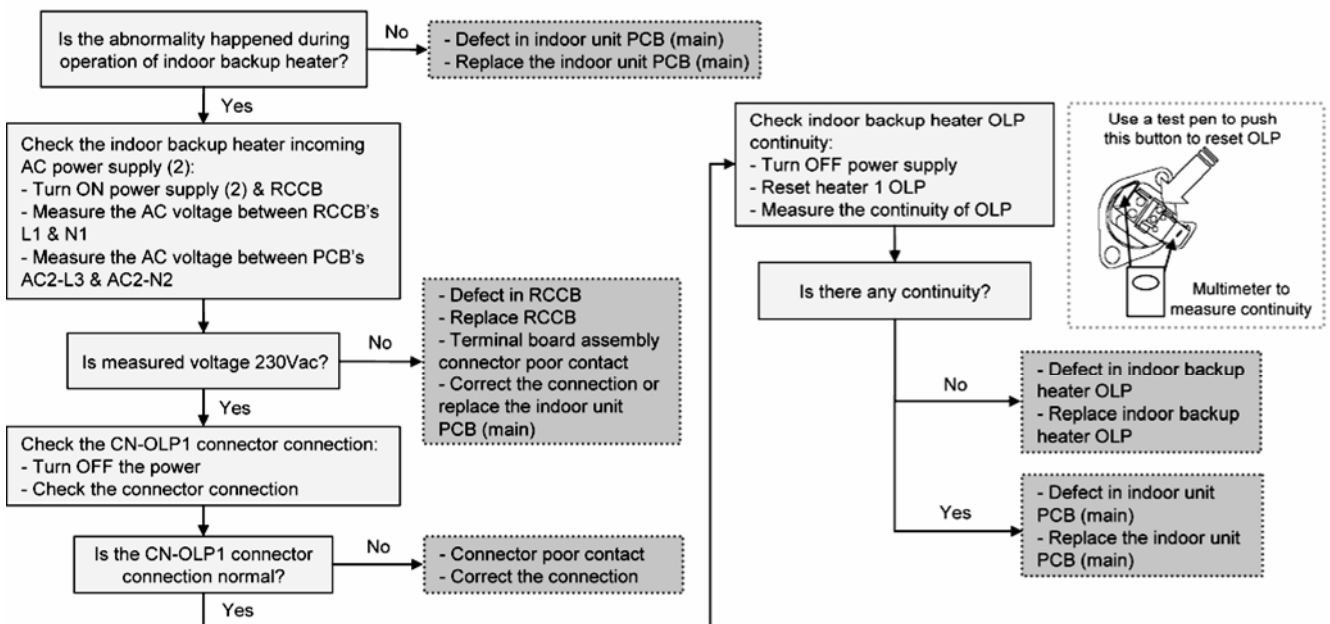 Is the abnormality happened during
operation of indoor backup heater?
No
- Defect in indoor unit PCB (main)
- Replace the indoor unit PCB (main)
Yes
Check the indoor backup heater incoming
AC power supply (2):
- Turn ON power supply (2) & RCCB
- Measure the AC voltage between RCCB's
L1 & N1
- Measure the AC voltage between PCB's
AC2-L3 & AC2-N2
Is measured voltage 230Vac?
No
- Defect in RCCB
- Replace RCCB
- Terminal board assembly
connector poor contact
- Correct the connection or
replace the indoor unit
PCB (main)
Yes
Check the CN-OLP1 connector connection:
- Turn OFF the power
- Check the connector connection
Is the CN-OLP1 connector
connection normal?
No
- Connector poor contact
- Correct the connection
Yes
Check indoor backup heater OLP
continuity:
- Turn OFF power supply
- Reset heater 1 OLP
- Measure the continuity of OLP
Use a test pen to push
this button to reset OLP
Multimeter to
measure continuity
Is there any continuity?
No
- Defect in indoor backup
heater OLP
- Replace indoor backup
heater OLP
Yes
- Defect in indoor unit
PCB (main)
- Replace the indoor unit
PCB (main)